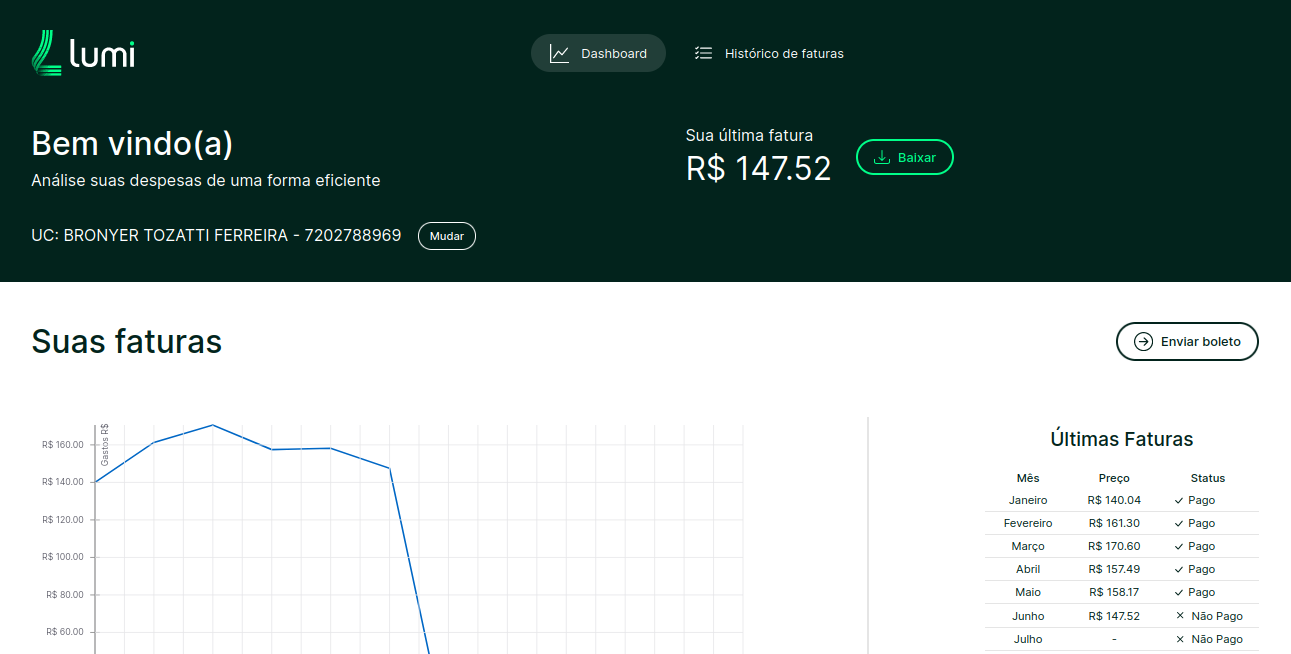 lumi
Dashboard
Histórico de faturas
Bem vindo(a)
Análise suas despesas de uma forma eficiente
UC: BRONYER TOZATTI FERREIRA - 7202788969
Mudar
Sua última fatura
R$ 147.52
Baixar
Suas faturas
Enviar boleto
Gastos R$
R$ 160.00
R$ 140.00
R$ 120.00
R$ 100.00
R$ 80.00
R$ 60.00
Últimas Faturas
Mês Preço Status
Janeiro R$ 140.04 Pago
Fevereiro R$ 161.30 Pago
Março R$ 170.60 Pago
Abril R$ 157.49 Pago
Maio R$ 158.17 Pago
Junho R$ 147.52 Não Pago
Julho - Não Pago